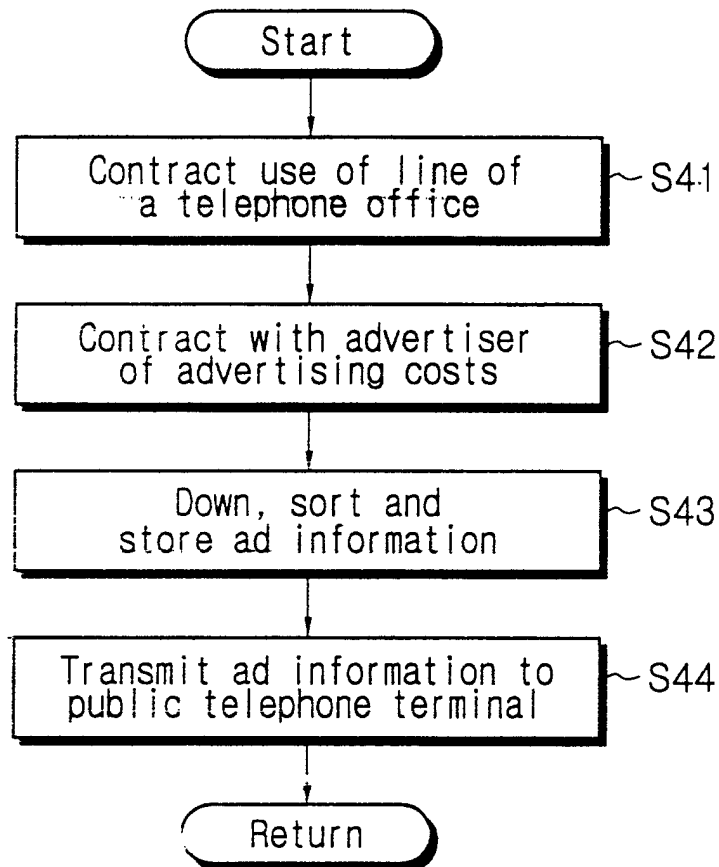 Start
Contract use of line of
a telephone office
S41
Contract with advertiser
of advertising costs
S42
Down, sort and
store ad information
S43
Transmit ad information to
public telephone terminal
S44
Return